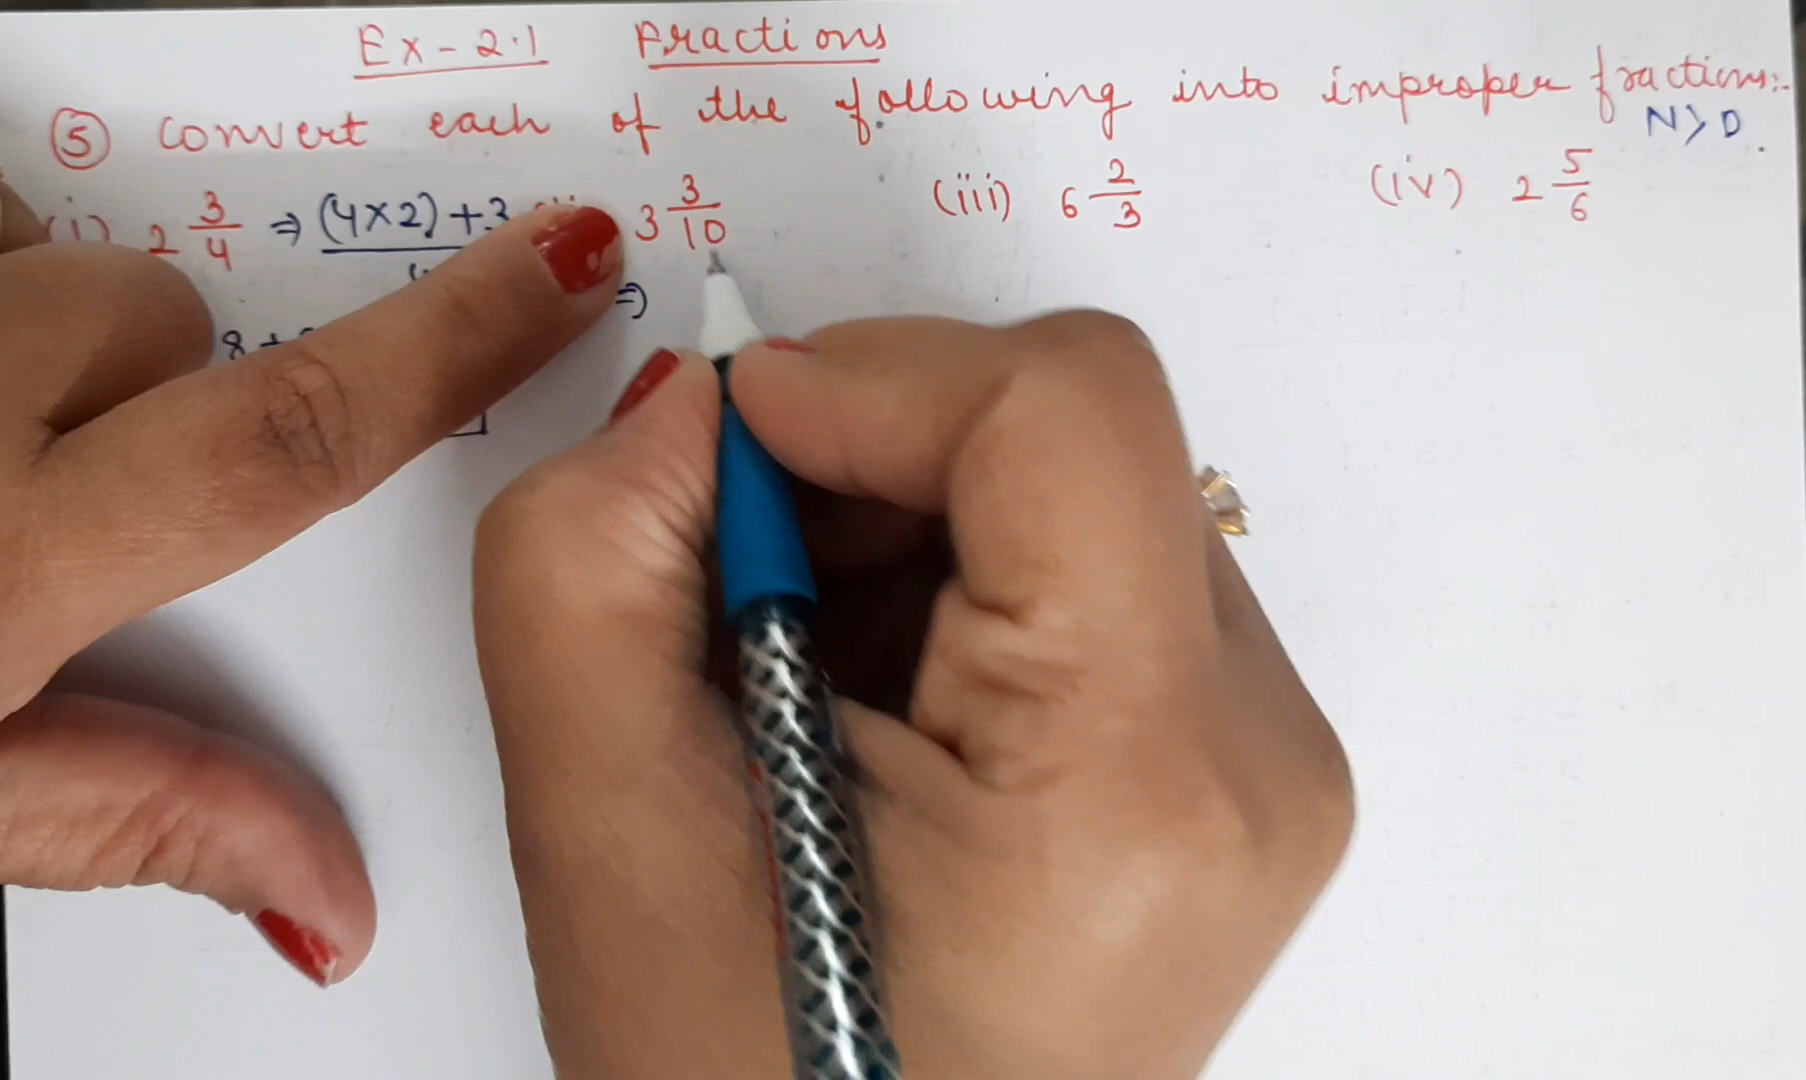 Ex-2.1 Fractions
⑤ Convert each of the following into improper fractions:-
N>D.
(i) 2 3/4 ⇒ (4×2)+3 3 3/10 (iii) 6 2/3 (iv) 2 5/6
8+ ⇒